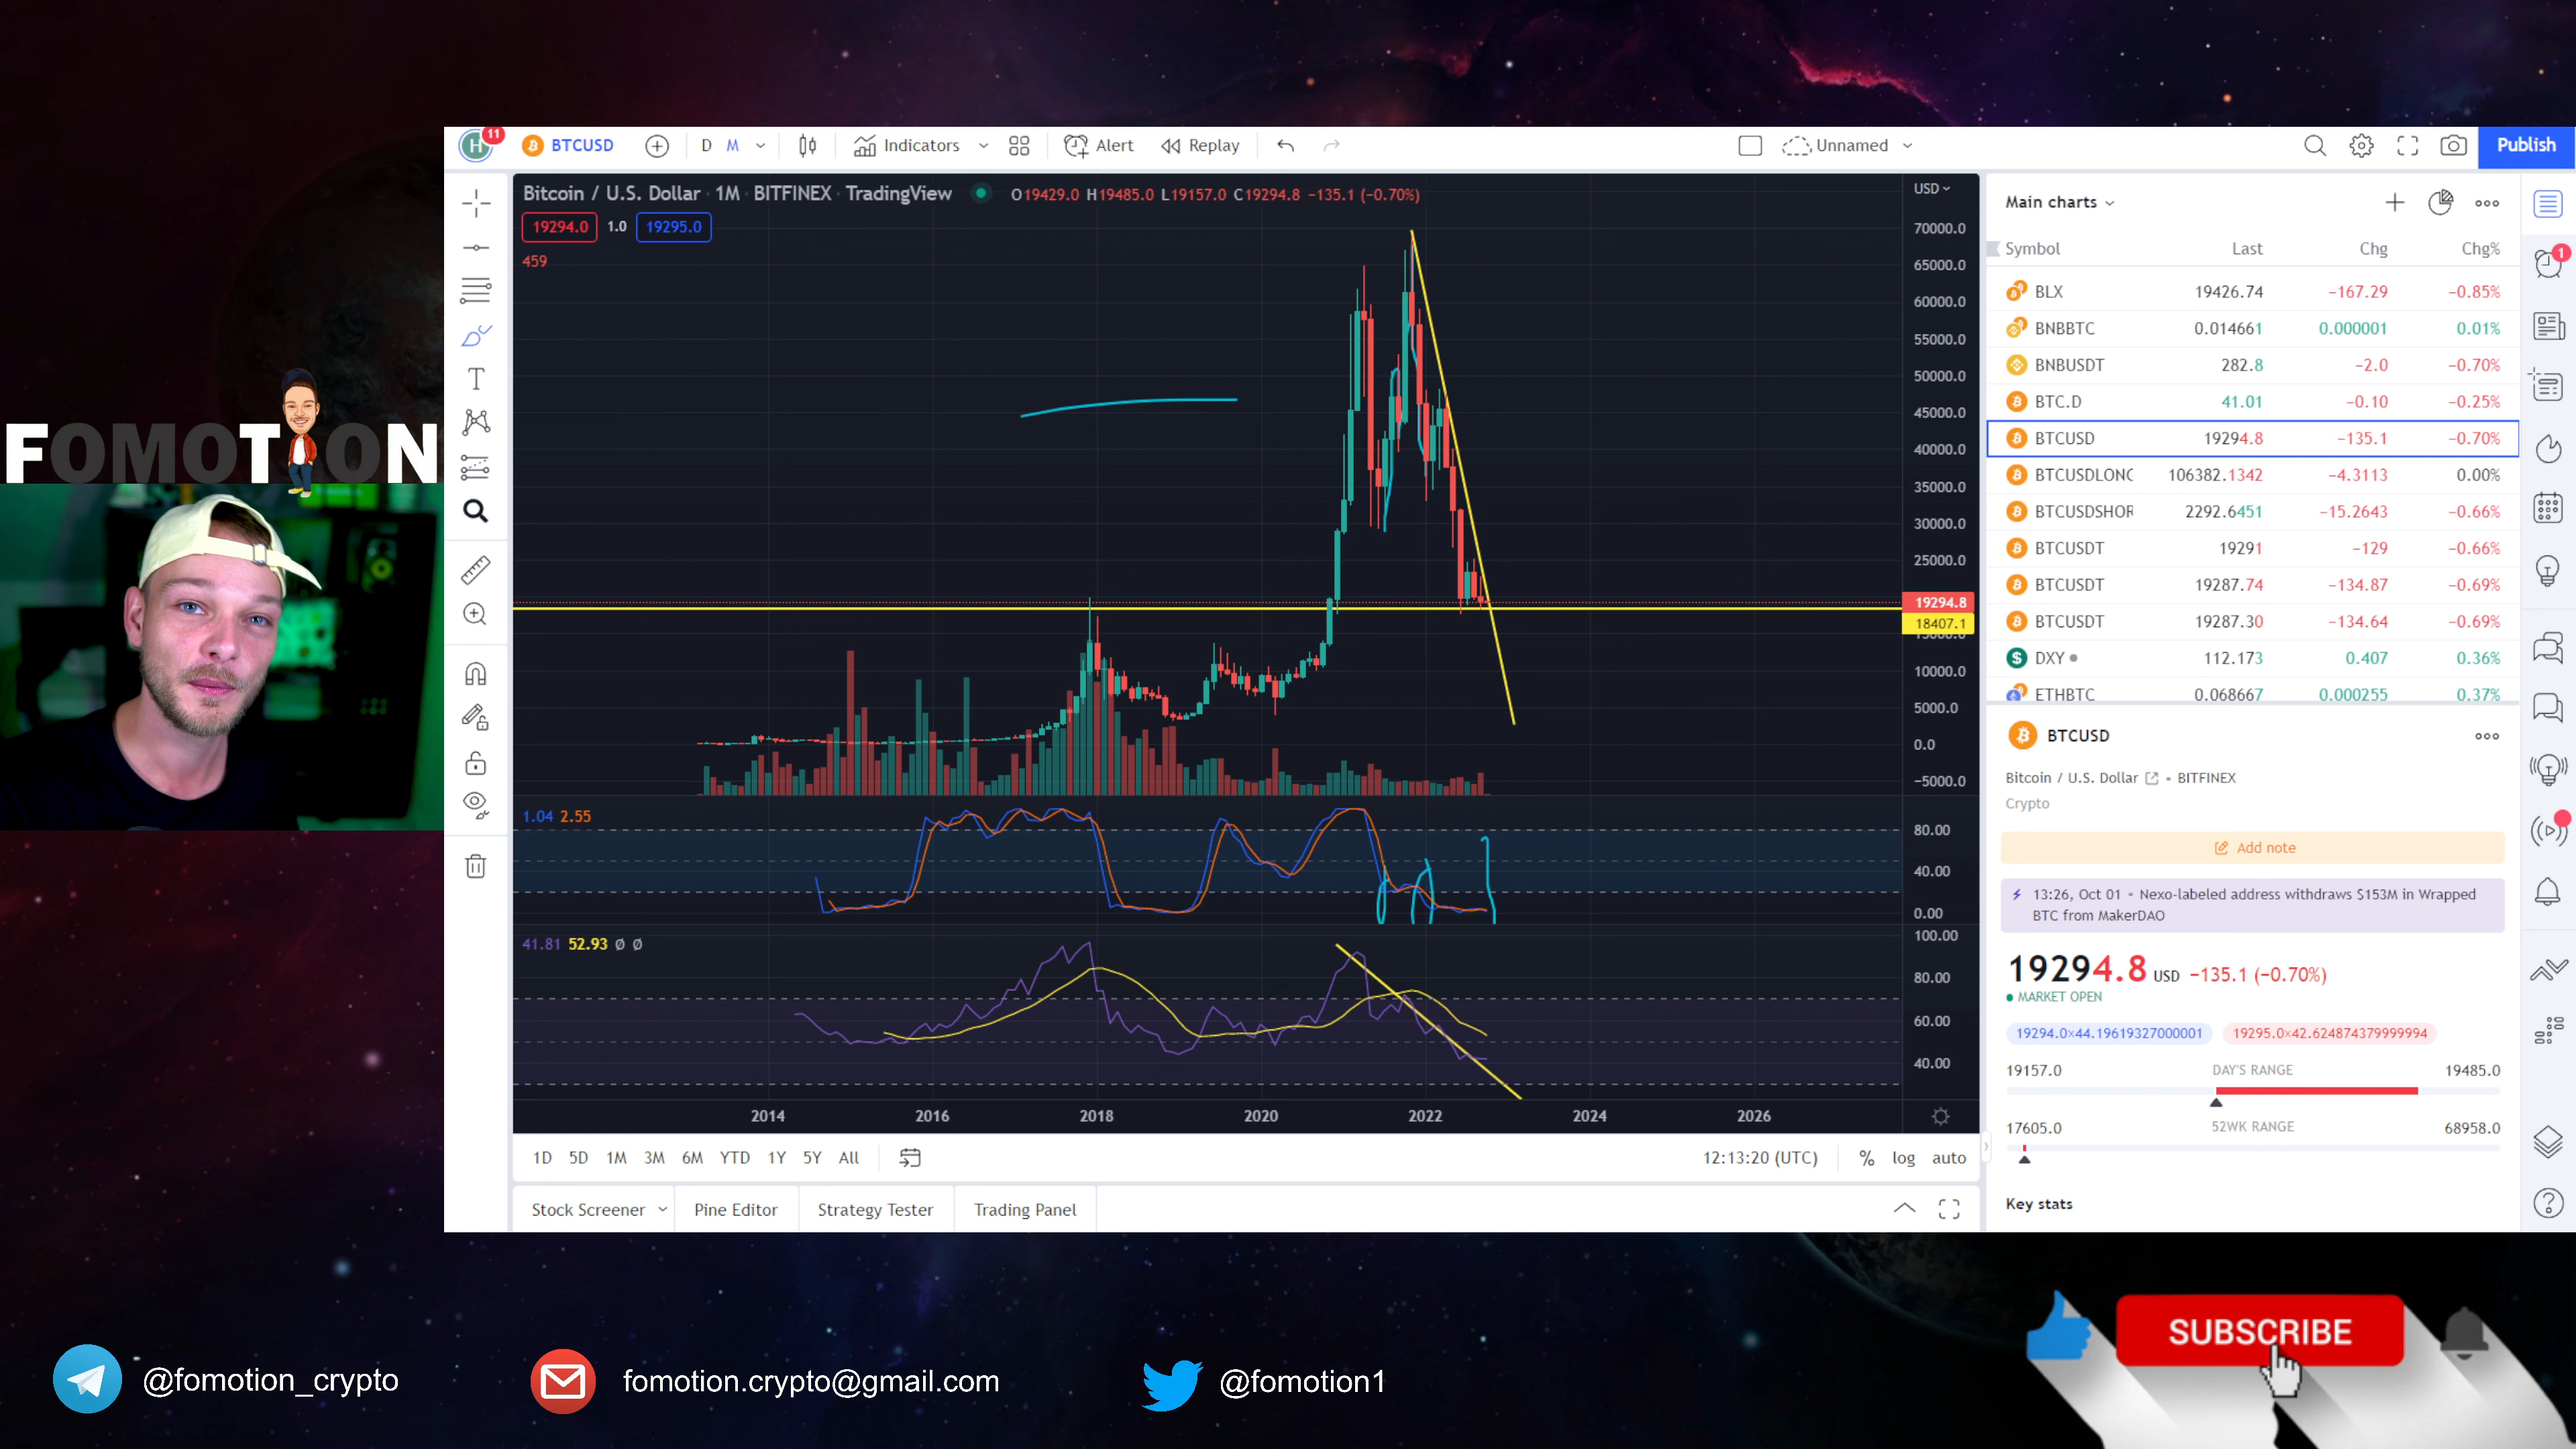 11
BTCUSD
D M
Indicators
Alert
Replay
Unnamed
Publish
Bitcoin / U.S. Dollar · 1M · BITFINEX · TradingView
O19429.0 H19485.0 L19157.0 C19294.8 −135.1 (−0.70%)
19294.0 1.0 19295.0
459
USD
70000.0
65000.0
60000.0
55000.0
50000.0
45000.0
40000.0
35000.0
30000.0
25000.0
19294.8
18407.1
15000.0
10000.0
5000.0
0.0
−5000.0
1.04 2.55
80.00
40.00
0.00
41.81 52.93 Ø Ø
100.00
80.00
60.00
40.00
2014 2016 2018 2020 2022 2024 2026
1D 5D 1M 3M 6M YTD 1Y 5Y All
12:13:20 (UTC) % log auto
Stock Screener
Pine Editor
Strategy Tester
Trading Panel
Main charts
Symbol Last Chg Chg%
BLX 19426.74 −167.29 −0.85%
BNBBTC 0.014661 0.000001 0.01%
BNBUSDT 282.8 −2.0 −0.70%
BTC.D 41.01 −0.10 −0.25%
BTCUSD 19294.8 −135.1 −0.70%
BTCUSDLONG 106382.1342 −4.3113 0.00%
BTCUSDSHOR 2292.6451 −15.2643 −0.66%
BTCUSDT 19291 −129 −0.66%
BTCUSDT 19287.74 −134.87 −0.69%
BTCUSDT 19287.30 −134.64 −0.69%
DXY 112.173 0.407 0.36%
ETHBTC 0.068667 0.000255 0.37%
1
BTCUSD
Bitcoin / U.S. Dollar • BITFINEX
Crypto
Add note
13:26, Oct 01 • Nexo-labeled address withdraws $153M in Wrapped
BTC from MakerDAO
19294.8 USD −135.1 (−0.70%)
MARKET OPEN
19294.0×44.19619327000001 19295.0×42.624874379999994
19157.0 DAY'S RANGE 19485.0
17605.0 52WK RANGE 68958.0
Key stats
FOMOTION
@fomotion_crypto
fomotion.crypto@gmail.com
@fomotion1
SUBSCRIBE